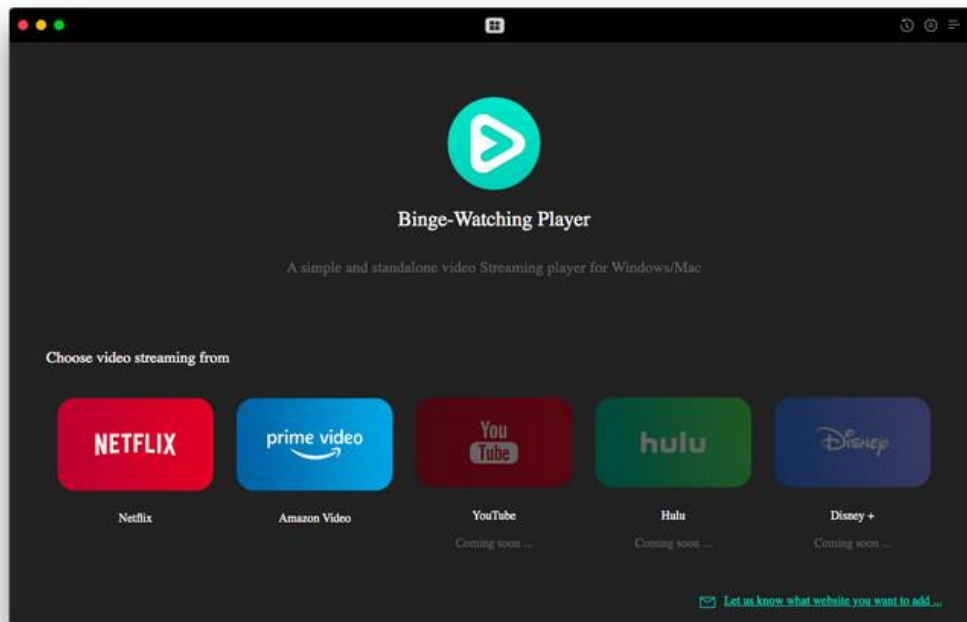 Binge-Watching Player
A simple and standalone video Streaming player for Windows/Mac
Choose video streaming from
NETFLIX
prime video
You
Tube
hulu
Disney
Netflix
Amazon Video
YouTube
Hulu
Disney +
Coming soon ...
Coming soon ...
Coming soon ...
Let us know what website you want to add ...